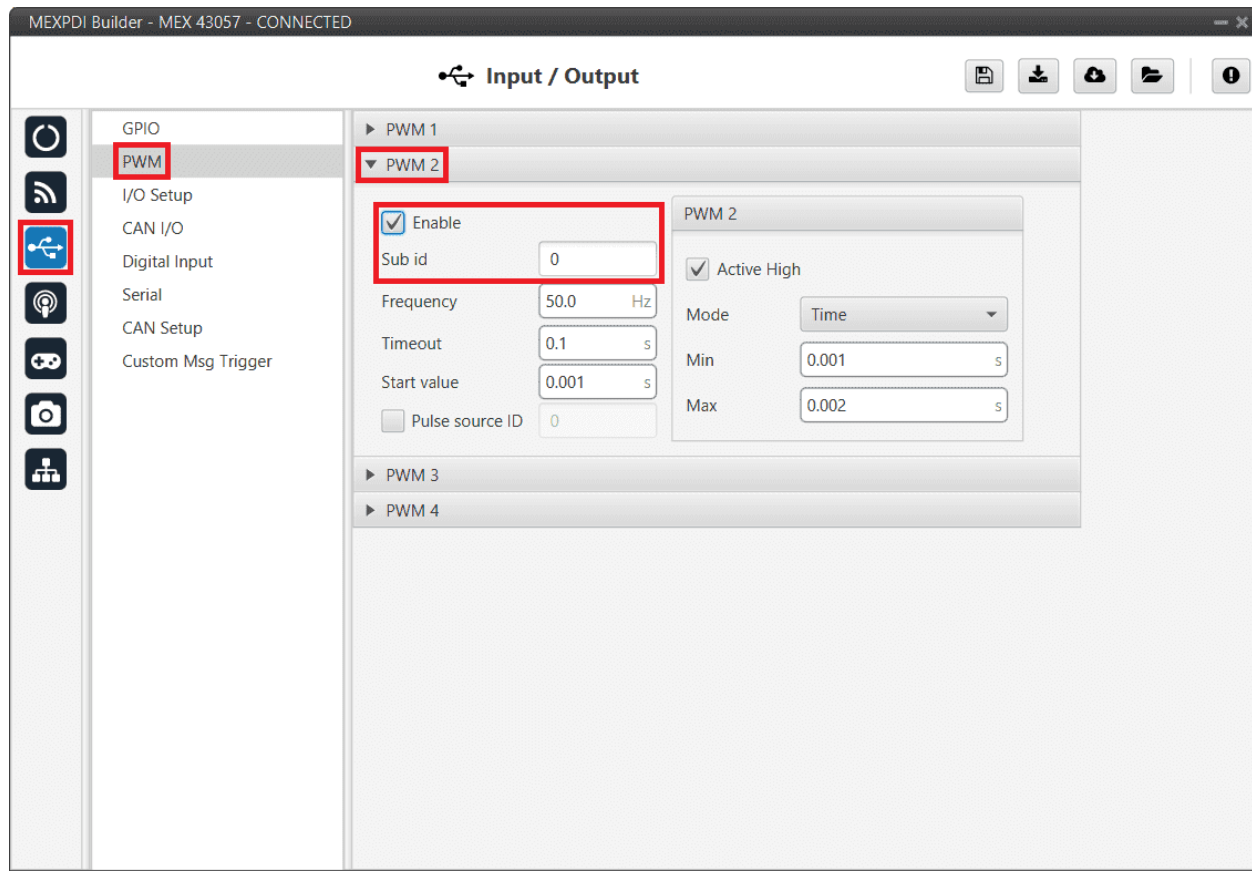 MEXPDI Builder - MEX 43057 - CONNECTED
Input / Output
GPIO
PWM
I/O Setup
CAN I/O
Digital Input
Serial
CAN Setup
Custom Msg Trigger
PWM 1
PWM 2
Enable
Sub id 0
Frequency 50.0 Hz
Timeout 0.1 s
Start value 0.001 s
Pulse source ID 0
PWM 2
Active High
Mode Time
Min 0.001 s
Max 0.002 s
PWM 3
PWM 4